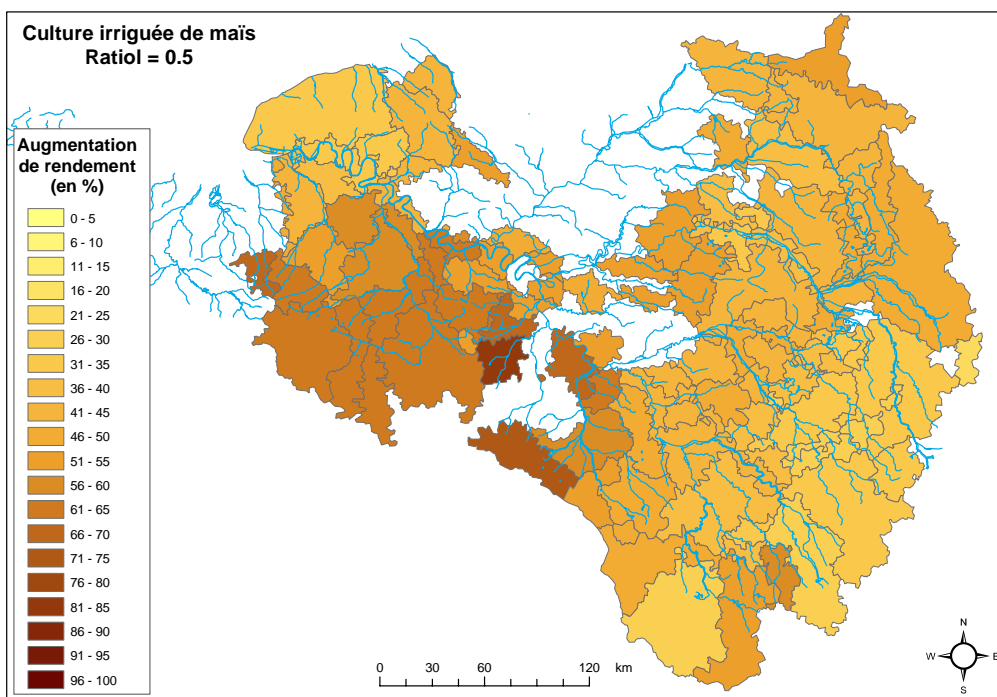 Culture irriguée de maïs
Ratiol = 0.5
Augmentation
de rendement
(en %)
0 - 5
6 - 10
11 - 15
16 - 20
21 - 25
26 - 30
31 - 35
36 - 40
41 - 45
46 - 50
51 - 55
56 - 60
61 - 65
66 - 70
71 - 75
76 - 80
81 - 85
86 - 90
91 - 95
96 - 100
0 30 60 120 km
N
W E
S